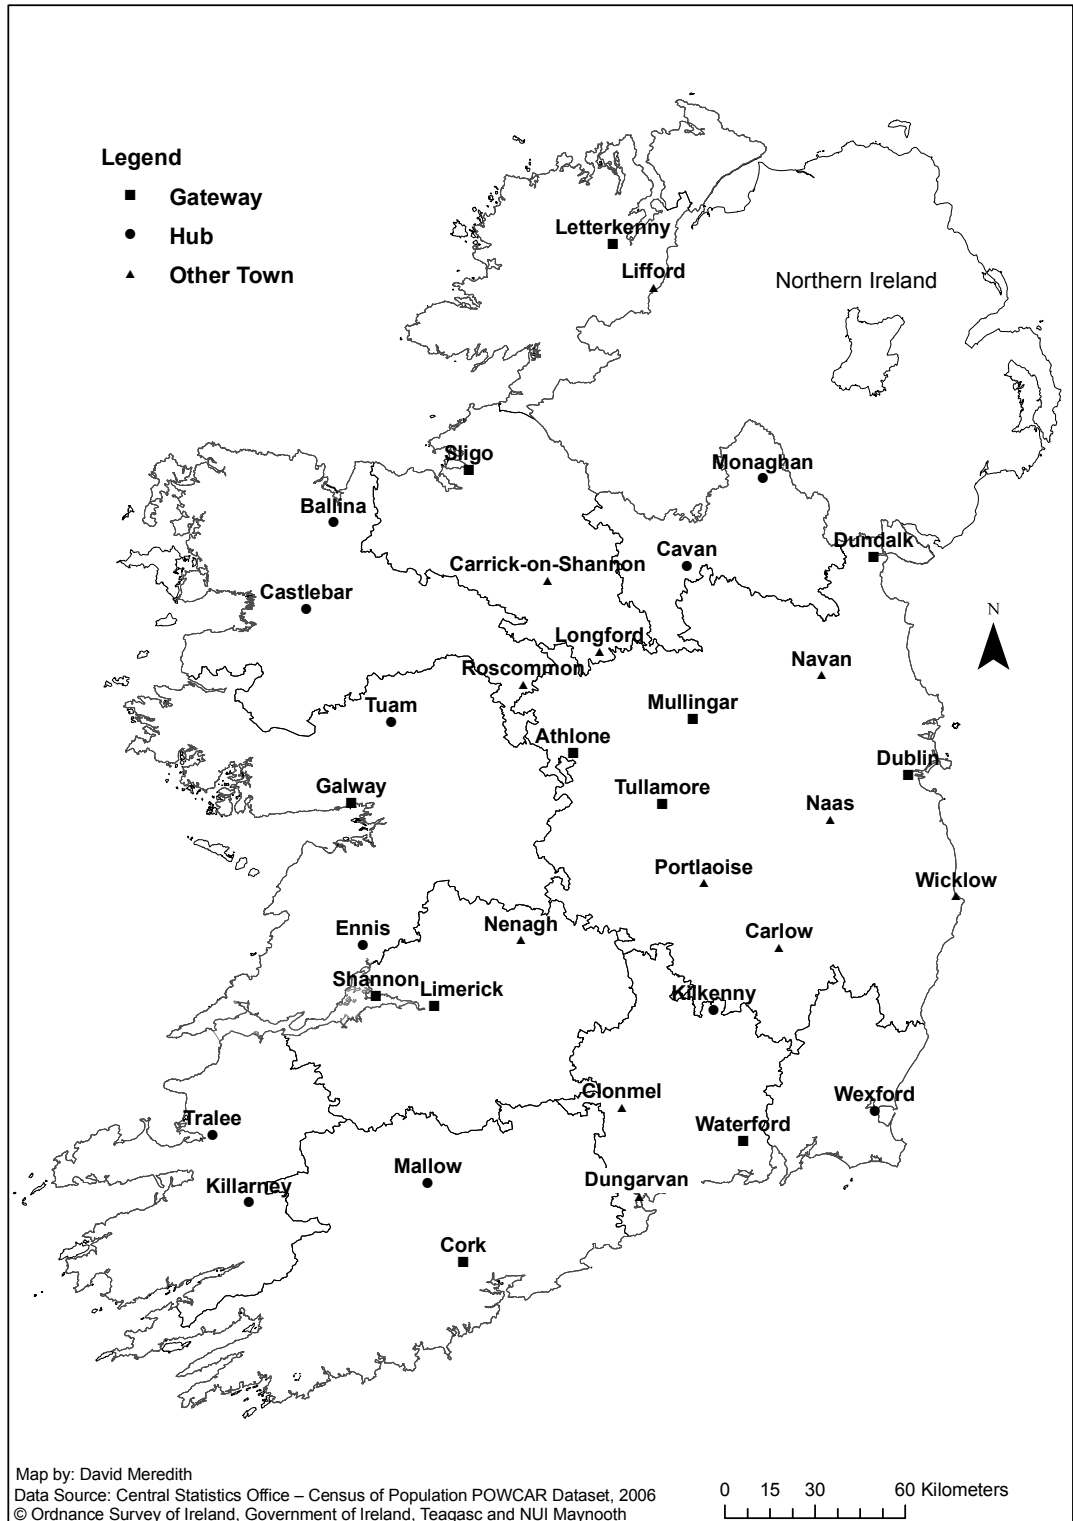 Legend
Gateway
Hub
Other Town
Letterkenny
Lifford
Northern Ireland
Sligo
Monaghan
Ballina
Dundalk
Cavan
Carrick-on-Shannon
Castlebar
N
Longford
Navan
Roscommon
Mullingar
Tuam
Athlone
Dublin
Galway
Tullamore
Naas
Portlaoise
Wicklow
Nenagh
Ennis
Carlow
Shannon
Limerick
Kilkenny
Clonmel
Wexford
Tralee
Waterford
Mallow
Dungarvan
Killarney
Cork
Map by: David Meredith
Data Source: Central Statistics Office – Census of Population POWCAR Dataset, 2006
© Ordnance Survey of Ireland, Government of Ireland, Teagasc and NUI Maynooth
0 15 30 60 Kilometers